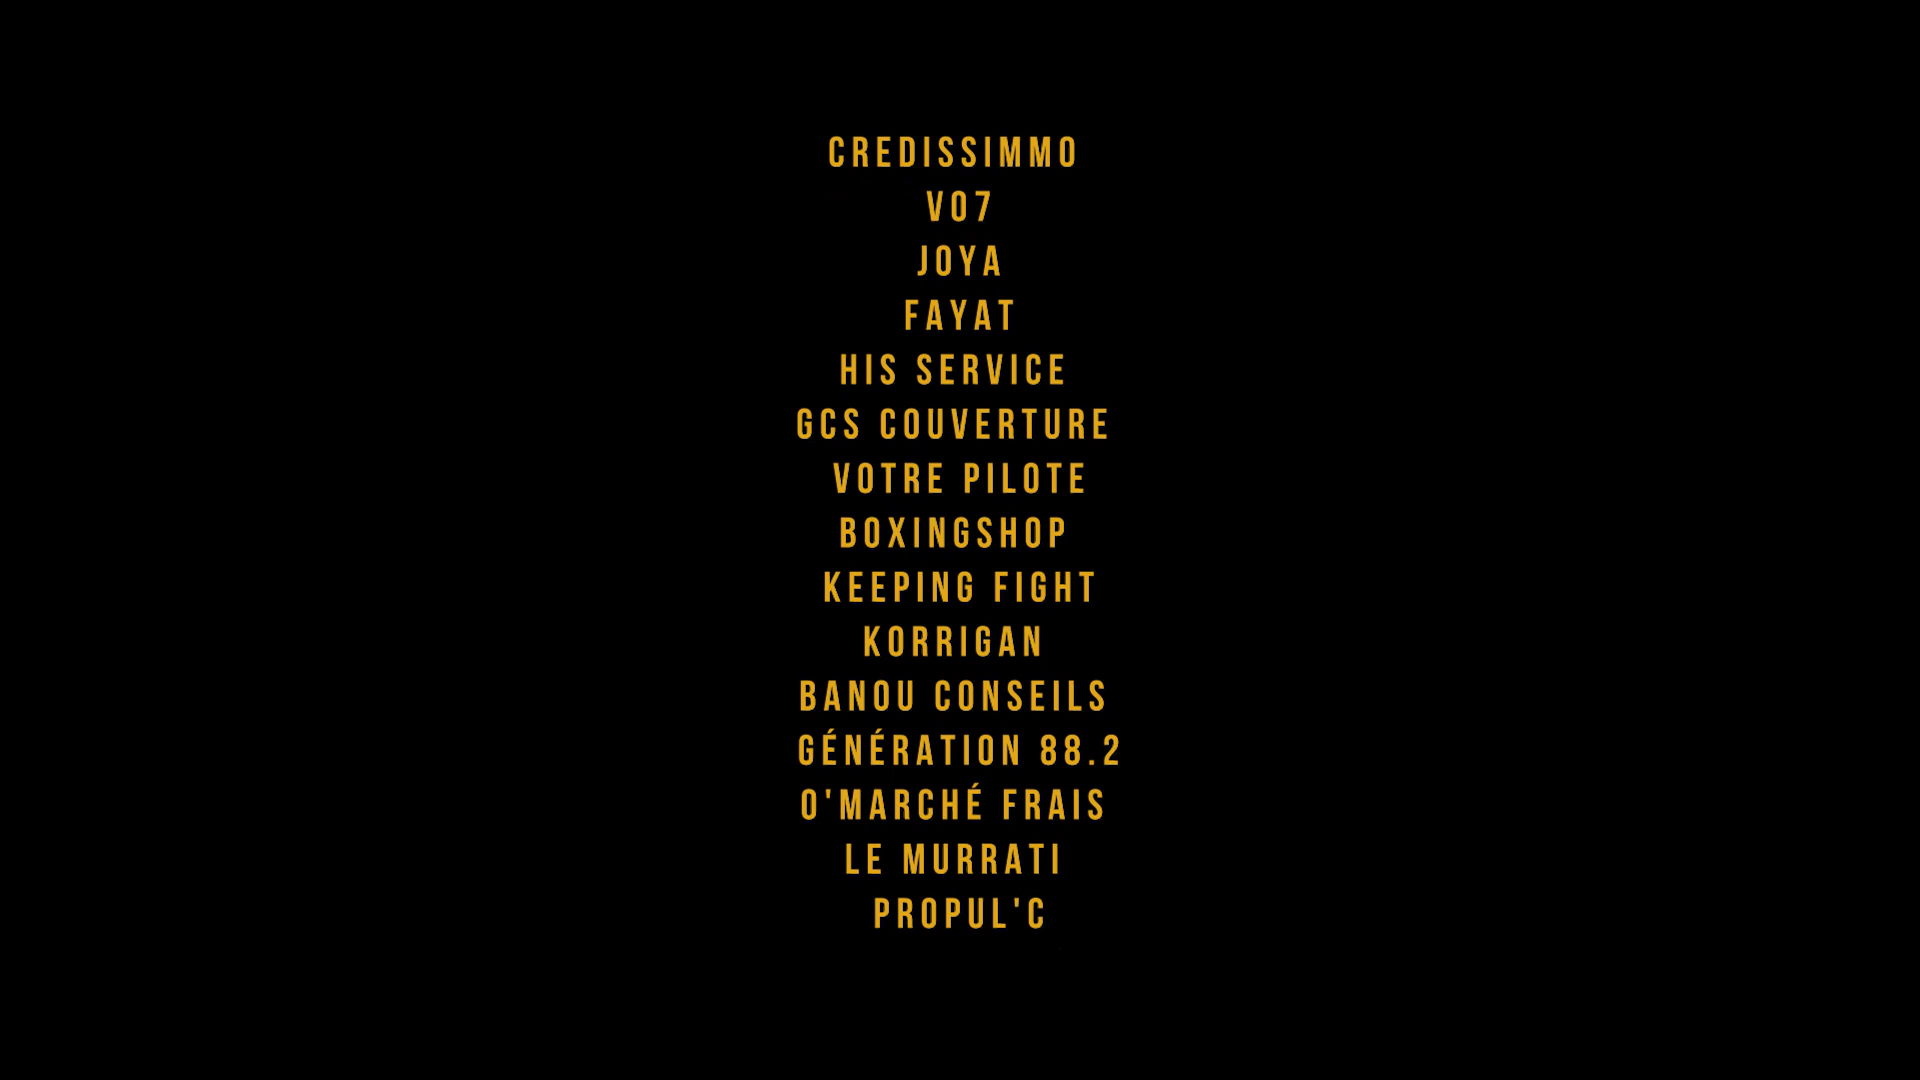 CREDISSIMMO
VO7
JOYA
FAYAT
HIS SERVICE
GCS COUVERTURE
VOTRE PILOTE
BOXINGSHOP
KEEPING FIGHT
KORRIGAN
BANOU CONSEILS
GÉNÉRATION 88.2
O'MARCHÉ FRAIS
LE MURRATI
PROPUL'C